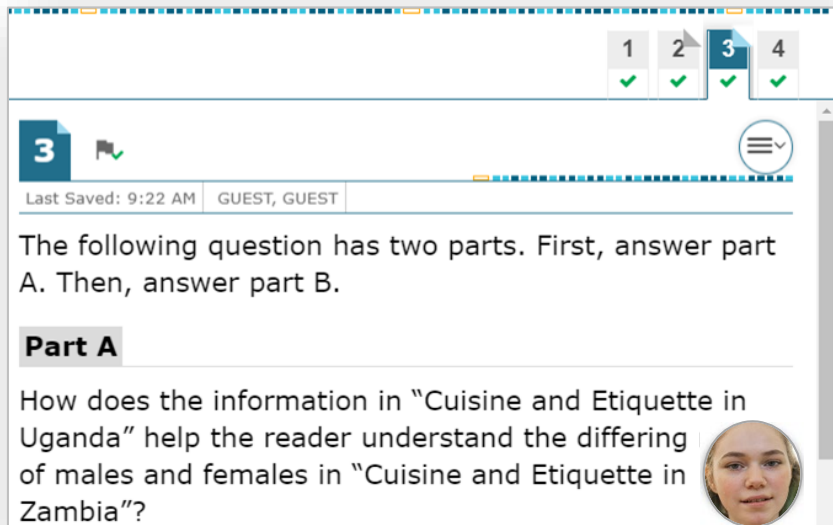 1 2 3 4
3
Last Saved: 9:22 AM GUEST, GUEST
The following question has two parts. First, answer part
A. Then, answer part B.
Part A
How does the information in “Cuisine and Etiquette in
Uganda” help the reader understand the differing
of males and females in “Cuisine and Etiquette in
Zambia”?